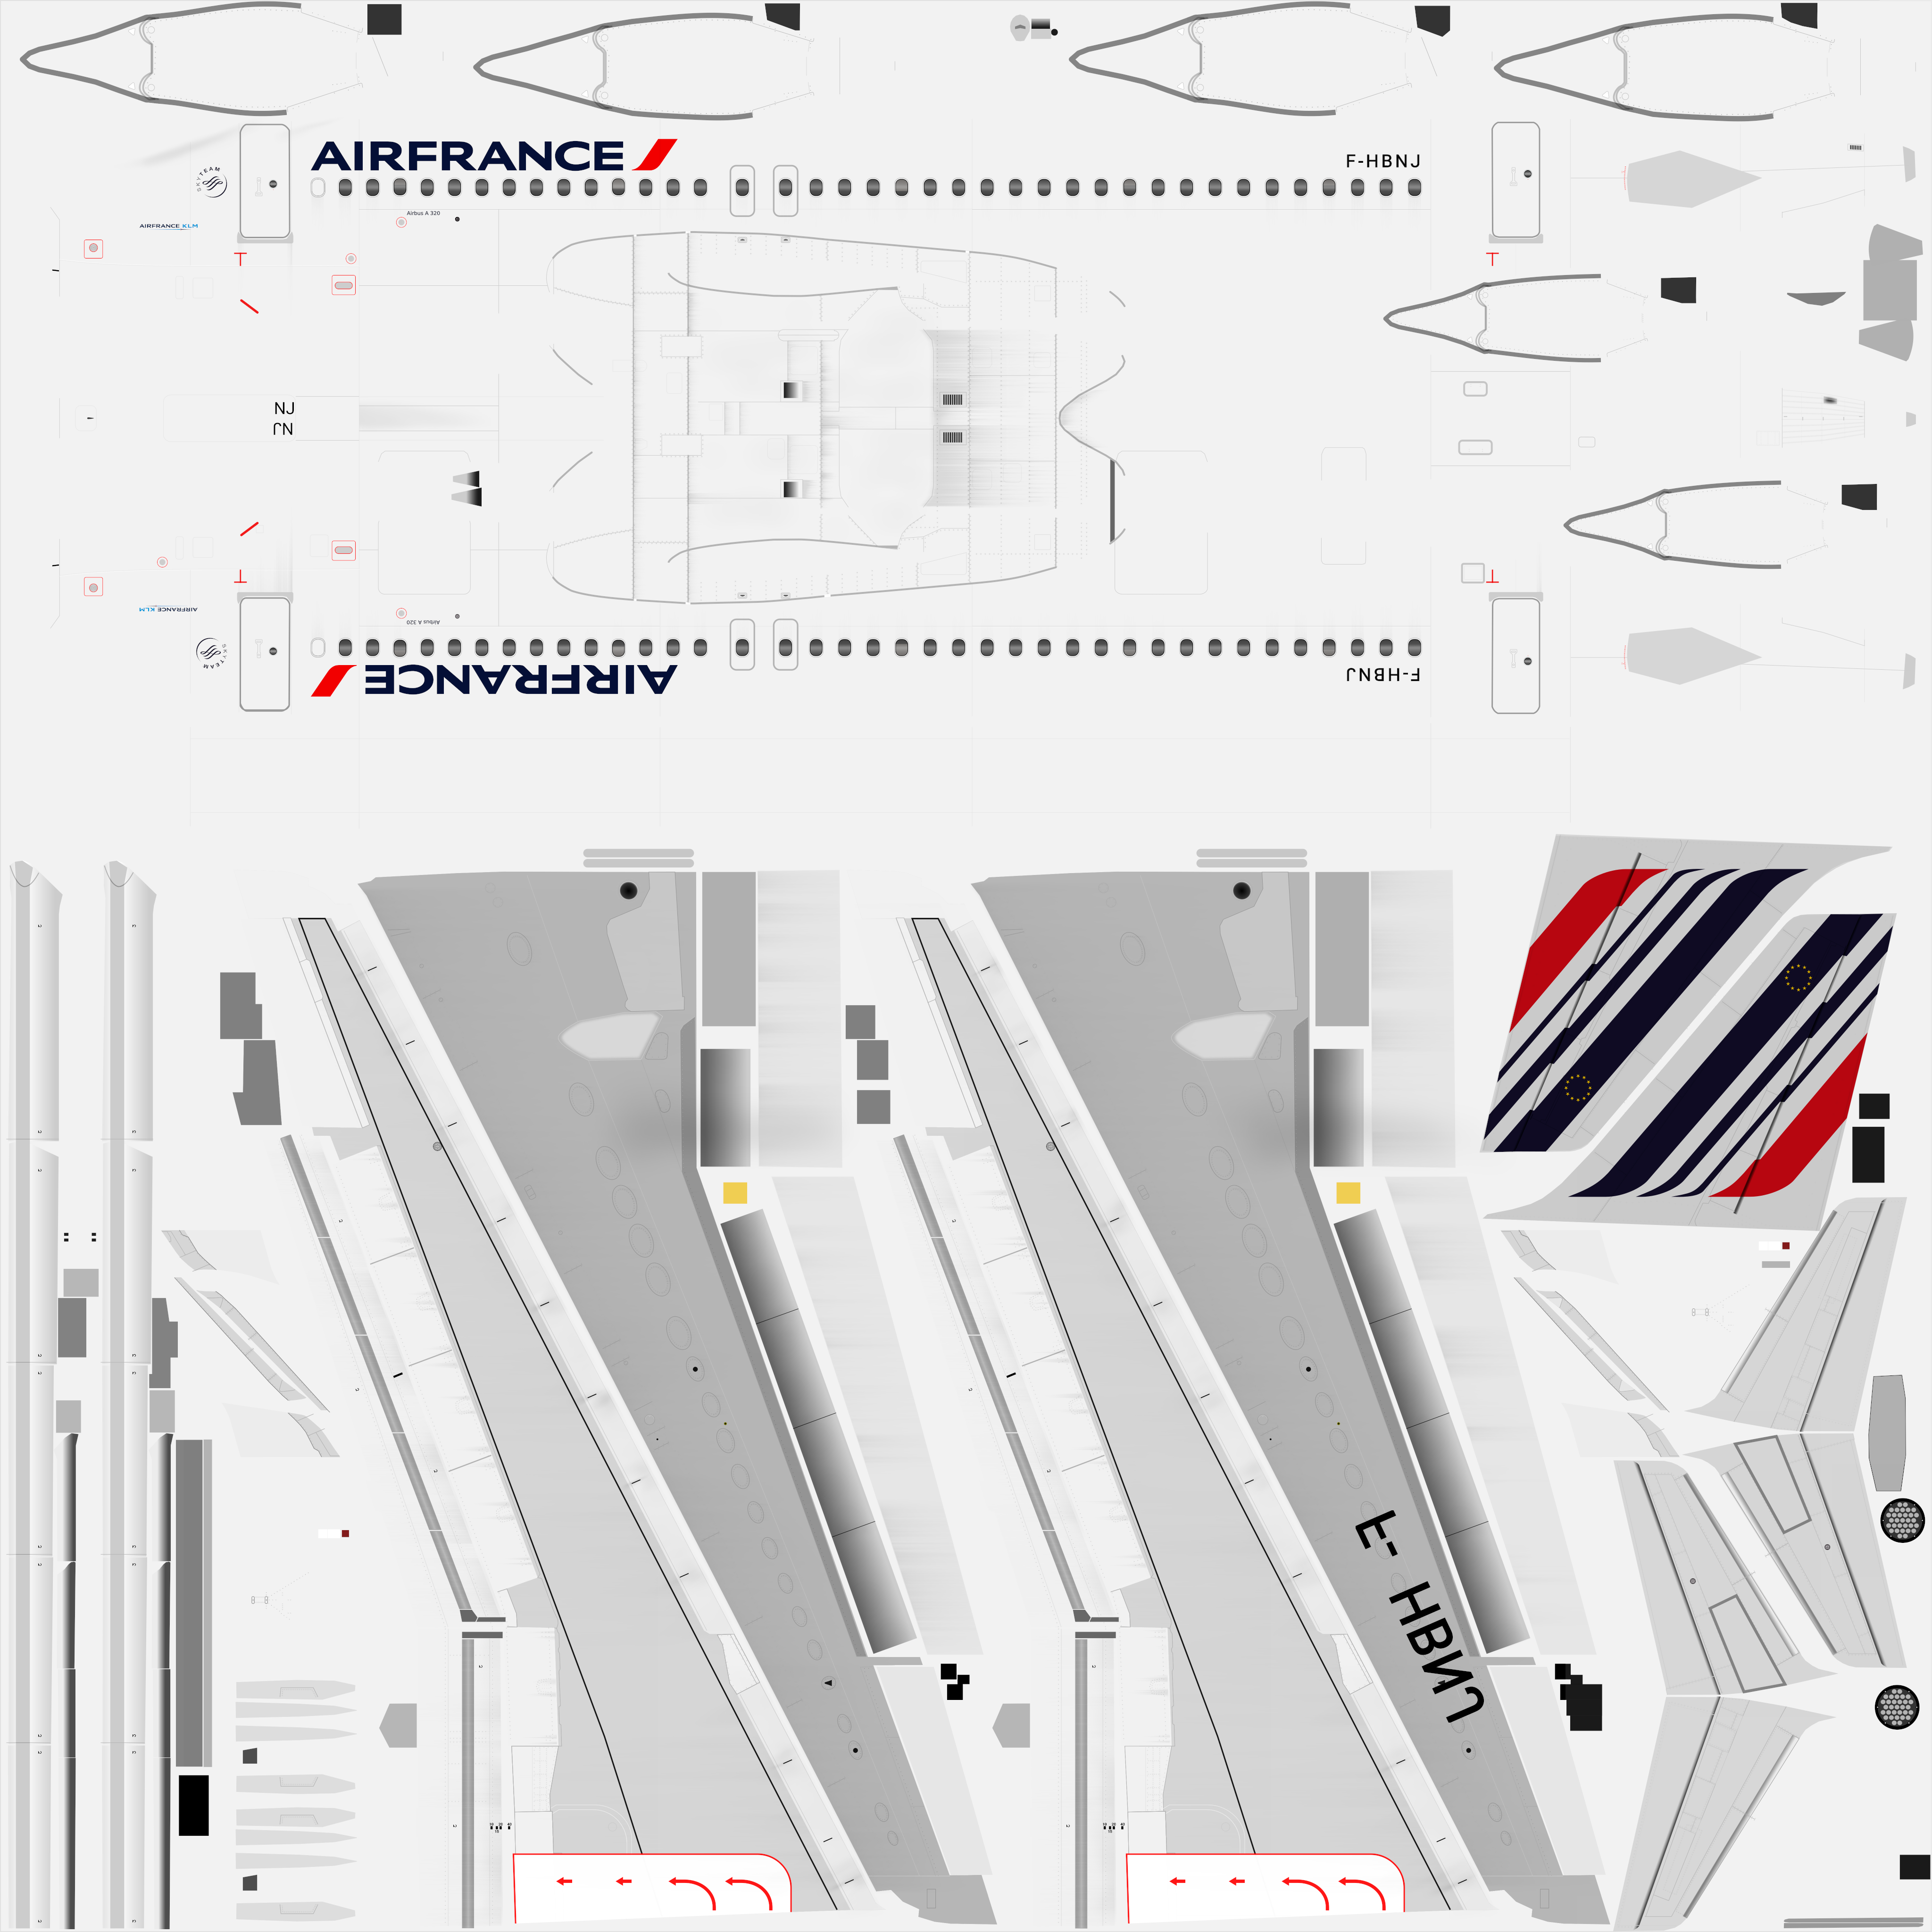 AIRFRANCE
F-HBNJ
SKYTEAM
Airbus A 320
AIRFRANCE KLM
NJ
NJ
AIRFRANCE KLM
Airbus A 320
SKYTEAM
AIRFRANCE
F-HBNJ
F-HBNJ